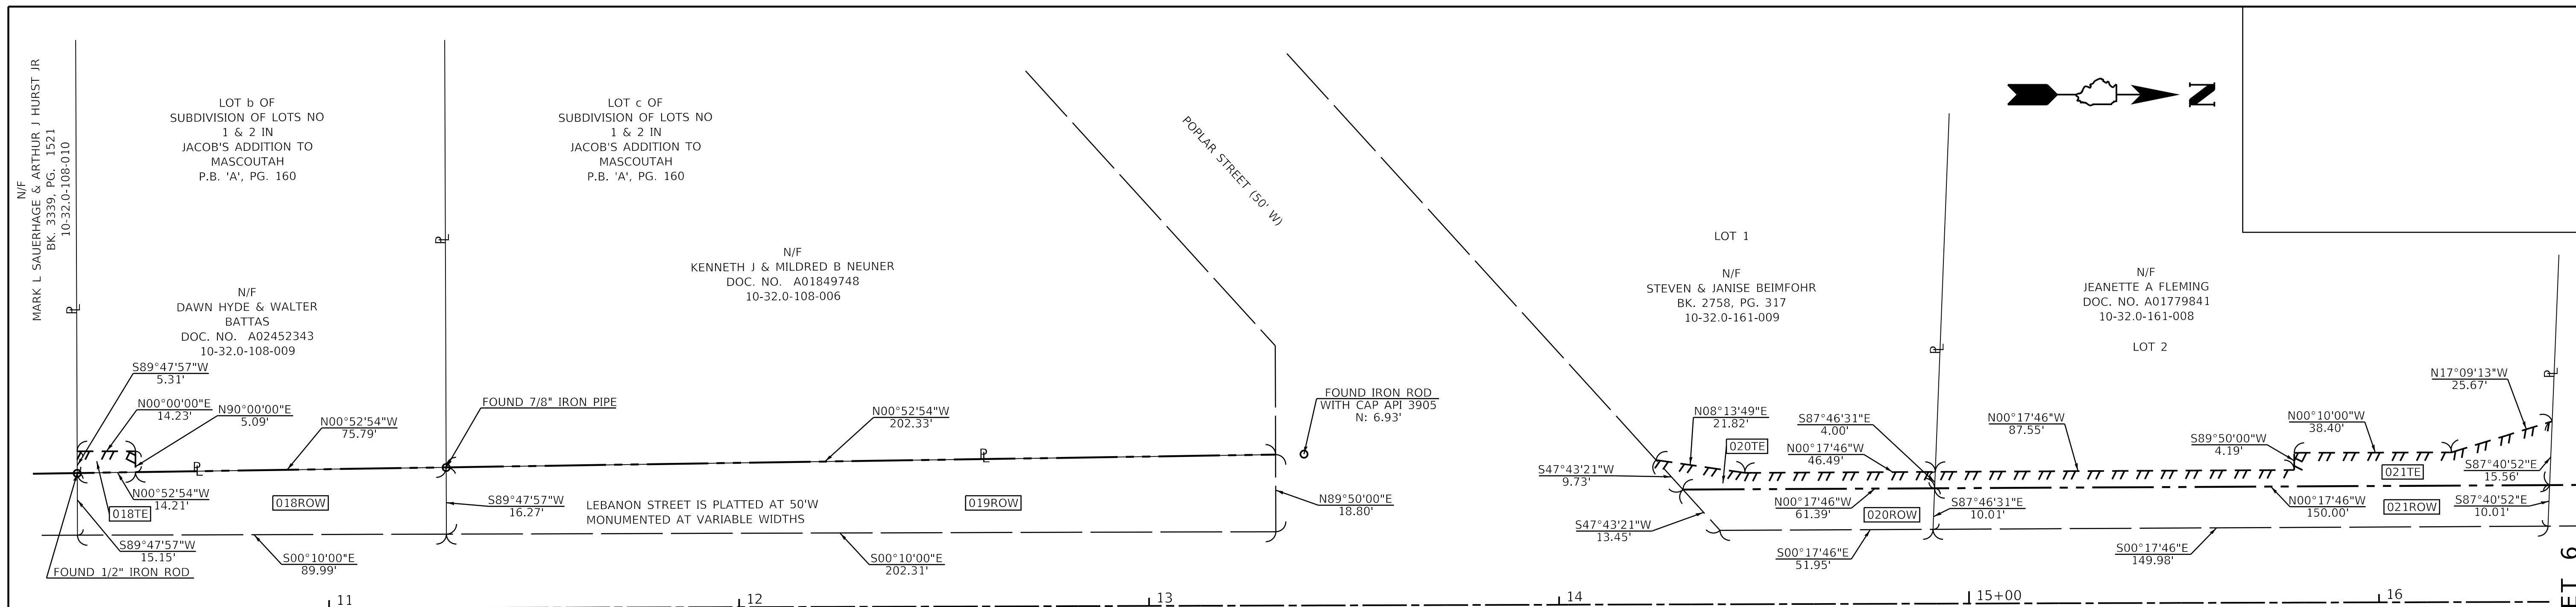 N/F
MARK L SAUERHAGE & ARTHUR J HURST JR
BK. 3339, PG. 1521
10-32.0-108-010
LOT b OF
SUBDIVISION OF LOTS NO
1 & 2 IN
JACOB'S ADDITION TO
MASCOUTAH
P.B. 'A', PG. 160
N/F
DAWN HYDE & WALTER
BATTAS
DOC. NO. A02452343
10-32.0-108-009
LOT c OF
SUBDIVISION OF LOTS NO
1 & 2 IN
JACOB'S ADDITION TO
MASCOUTAH
P.B. 'A', PG. 160
N/F
KENNETH J & MILDRED B NEUNER
DOC. NO. A01849748
10-32.0-108-006
POPLAR STREET (50' W)
N
LOT 1
N/F
STEVEN & JANISE BEIMFOHR
BK. 2758, PG. 317
10-32.0-161-009
N/F
JEANETTE A FLEMING
DOC. NO. A01779841
10-32.0-161-008
LOT 2
PL
PL
PL
PL
PL
PL
S89°47'57"W
5.31'
N00°00'00"E
14.23'
N90°00'00"E
5.09'
N00°52'54"W
75.79'
FOUND 7/8" IRON PIPE
N00°52'54"W
202.33'
FOUND IRON ROD
WITH CAP API 3905
N: 6.93'
N00°52'54"W
14.21'
018TE
018ROW
S89°47'57"W
16.27'
LEBANON STREET IS PLATTED AT 50'W
MONUMENTED AT VARIABLE WIDTHS
019ROW
N89°50'00"E
18.80'
S89°47'57"W
15.15'
FOUND 1/2" IRON ROD
S00°10'00"E
89.99'
S00°10'00"E
202.31'
N08°13'49"E
21.82'
020TE
S87°46'31"E
4.00'
N00°17'46"W
46.49'
S47°43'21"W
9.73'
S47°43'21"W
13.45'
N00°17'46"W
61.39'
020ROW
S87°46'31"E
10.01'
S00°17'46"E
51.95'
N00°17'46"W
87.55'
N00°10'00"W
38.40'
N17°09'13"W
25.67'
S89°50'00"W
4.19'
021TE
S87°40'52"E
15.56'
N00°17'46"W
150.00'
021ROW
S87°40'52"E
10.01'
S00°17'46"E
149.98'
11
12
13
14
15+00
16